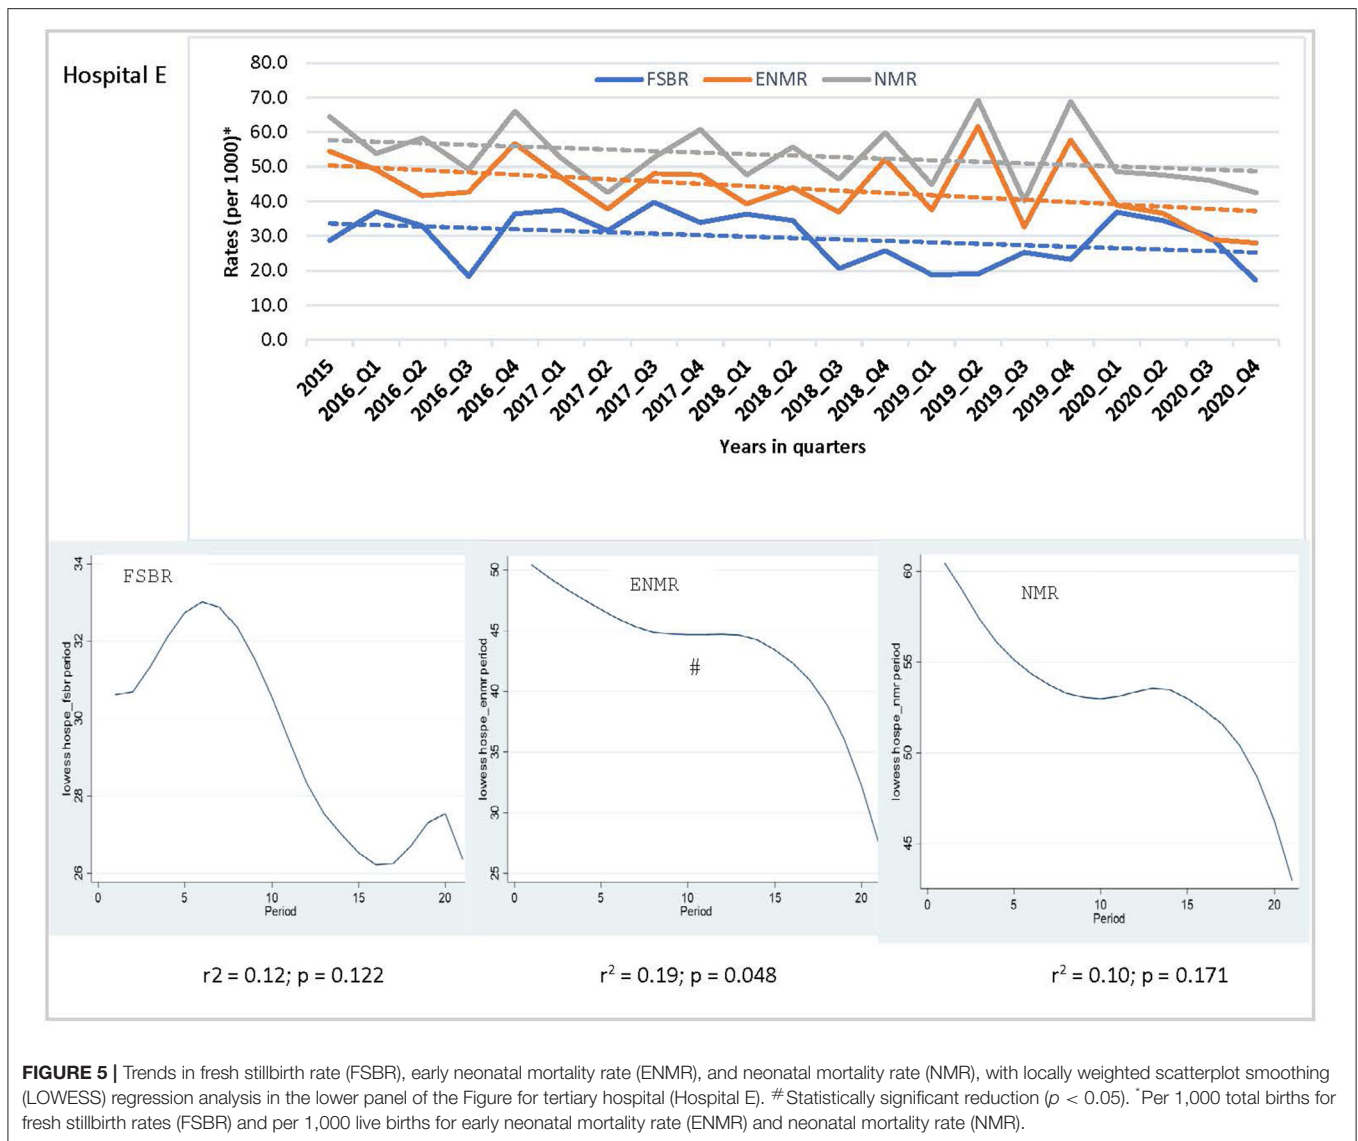 Hospital E
80.0
70.0
60.0
50.0
40.0
30.0
20.0
10.0
0.0
Rates (per 1000)*
FSBR ENMR NMR
2015 2016_Q1 2016_Q2 2016_Q3 2016_Q4 2017_Q1 2017_Q2 2017_Q3 2017_Q4 2018_Q1 2018_Q2 2018_Q3 2018_Q4 2019_Q1 2019_Q2 2019_Q3 2019_Q4 2020_Q1 2020_Q2 2020_Q3 2020_Q4
Years in quarters
FSBR
lowess hospe_fsbr period
34
32
30
28
26
0 5 10 15 20
Period
ENMR
#
lowess hospe_enmr period
50
45
40
35
30
25
0 5 10 15 20
Period
NMR
lowess hospe_nmr period
60
55
50
45
0 5 10 15 20
Period
r2 = 0.12; p = 0.122
r² = 0.19; p = 0.048
r² = 0.10; p = 0.171
FIGURE 5 | Trends in fresh stillbirth rate (FSBR), early neonatal mortality rate (ENMR), and neonatal mortality rate (NMR), with locally weighted scatterplot smoothing
(LOWESS) regression analysis in the lower panel of the Figure for tertiary hospital (Hospital E). #Statistically significant reduction (p < 0.05). *Per 1,000 total births for
fresh stillbirth rates (FSBR) and per 1,000 live births for early neonatal mortality rate (ENMR) and neonatal mortality rate (NMR).